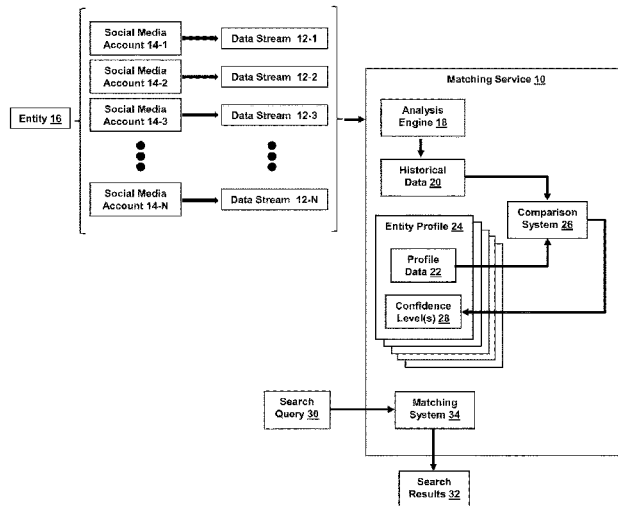 Social Media
Account 14-1
Data Stream 12-1
Social Media
Account 14-2
Data Stream 12-2
Entity 16
Social Media
Account 14-3
Data Stream 12-3
Social Media
Account 14-N
Data Stream 12-N
Matching Service 10
Analysis
Engine 18
Historical
Data 20
Comparison
System 26
Entity Profile 24
Profile
Data 22
Confidence
Level(s) 28
Search
Query 30
Matching
System 34
Search
Results 32